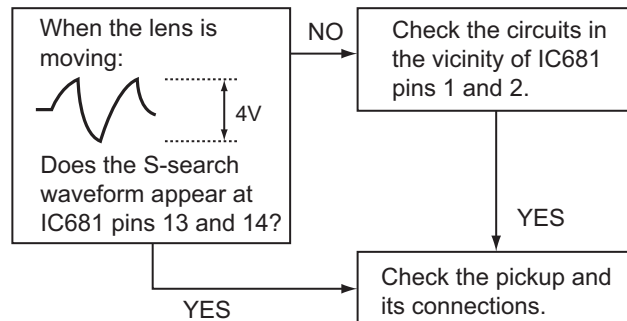 When the lens is
moving:
4V
Does the S-search
waveform appear at
IC681 pins 13 and 14?
NO
Check the circuits in
the vicinity of IC681
pins 1 and 2.
YES
YES
Check the pickup and
its connections.